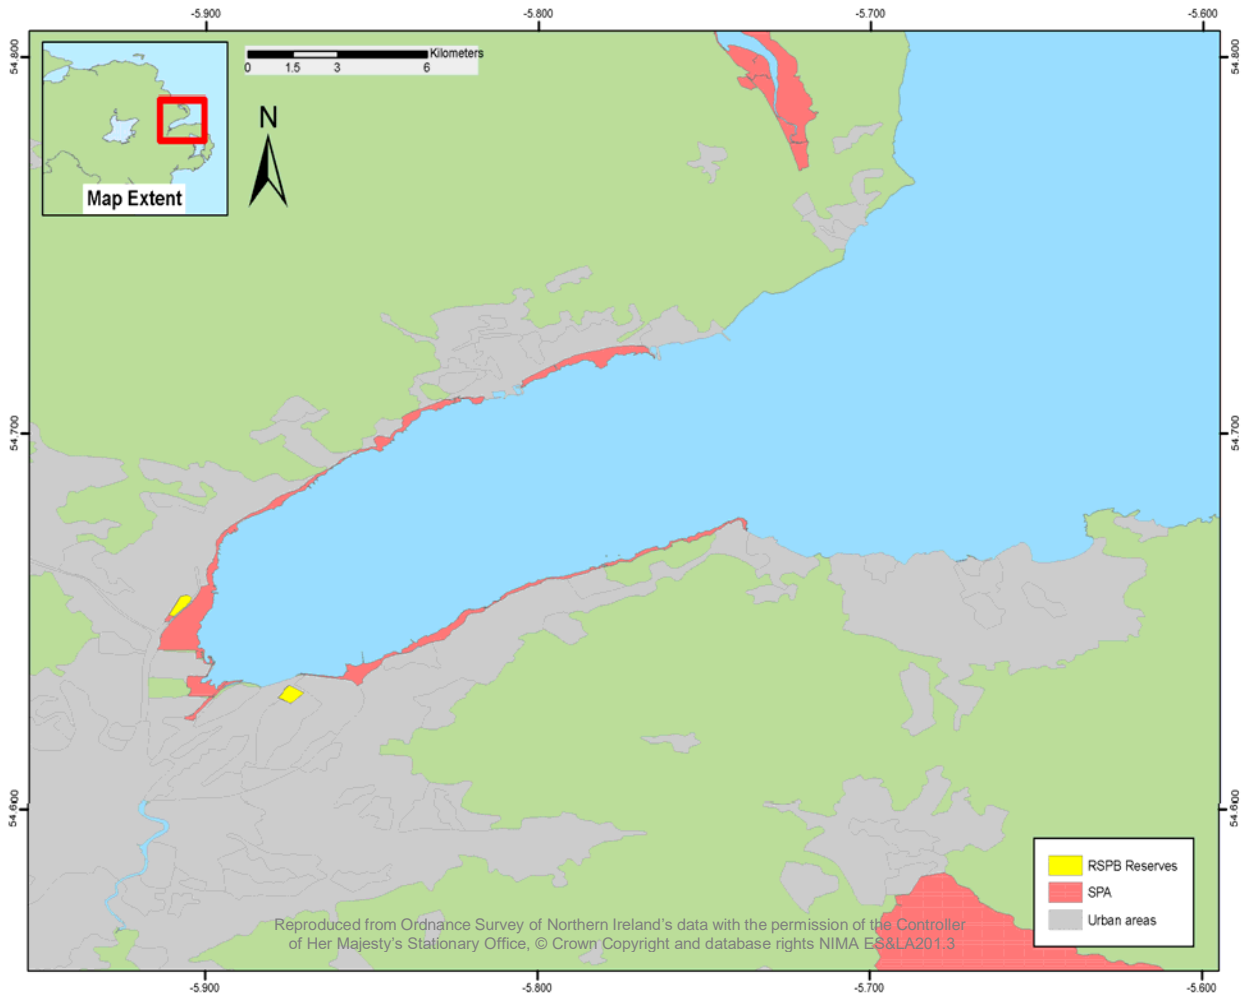 -5.900
-5.800
-5.700
-5.600
54.800
54.800
Kilometers
0 1.5 3 6
N
Map Extent
54.700
54.700
54.600
54.600
RSPB Reserves
SPA
Urban areas
Reproduced from Ordnance Survey of Northern Ireland's data with the permission of the Controller
of Her Majesty's Stationary Office, © Crown Copyright and database rights NIMA ES&LA201.3
-5.900
-5.800
-5.700
-5.600